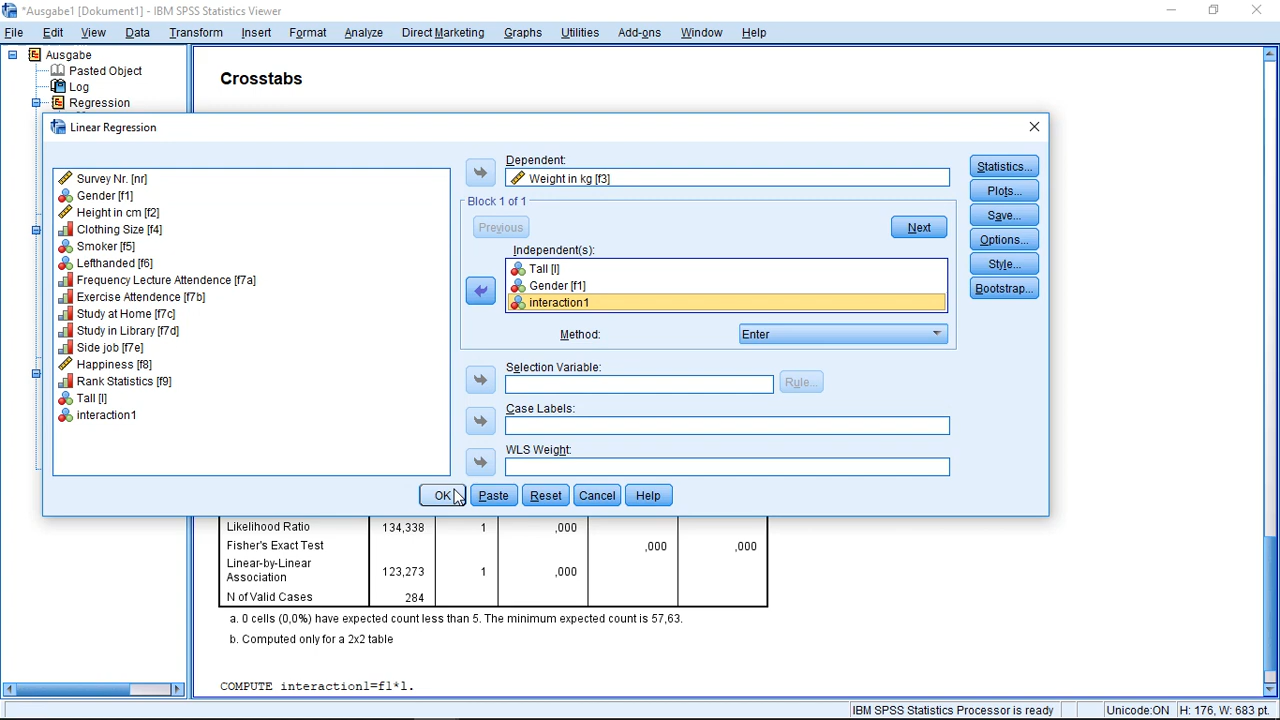 *Ausgabe1 [Dokument1] - IBM SPSS Statistics Viewer
File Edit View Data Transform Insert Format Analyze Direct Marketing Graphs Utilities Add-ons Window Help
Ausgabe
Pasted Object
Log
Regression
Crosstabs
Linear Regression
Survey Nr. [nr]
Gender [f1]
Height in cm [f2]
Clothing Size [f4]
Smoker [f5]
Lefthanded [f6]
Frequency Lecture Attendence [f7a]
Exercise Attendence [f7b]
Study at Home [f7c]
Study in Library [f7d]
Side job [f7e]
Happiness [f8]
Rank Statistics [f9]
Tall [l]
interaction1
Dependent:
Weight in kg [f3]
Block 1 of 1
Previous Next
Independent(s):
Tall [l]
Gender [f1]
interaction1
Method: Enter
Selection Variable:
Rule...
Case Labels:
WLS Weight:
Statistics...
Plots...
Save...
Options...
Style...
Bootstrap...
OK Paste Reset Cancel Help
Likelihood Ratio 134,338 1 ,000
Fisher's Exact Test ,000 ,000
Linear-by-Linear
Association 123,273 1 ,000
N of Valid Cases 284
a. 0 cells (0,0%) have expected count less than 5. The minimum expected count is 57,63.
b. Computed only for a 2x2 table
COMPUTE interaction1=f1*l.
IBM SPSS Statistics Processor is ready Unicode:ON H: 176, W: 683 pt.